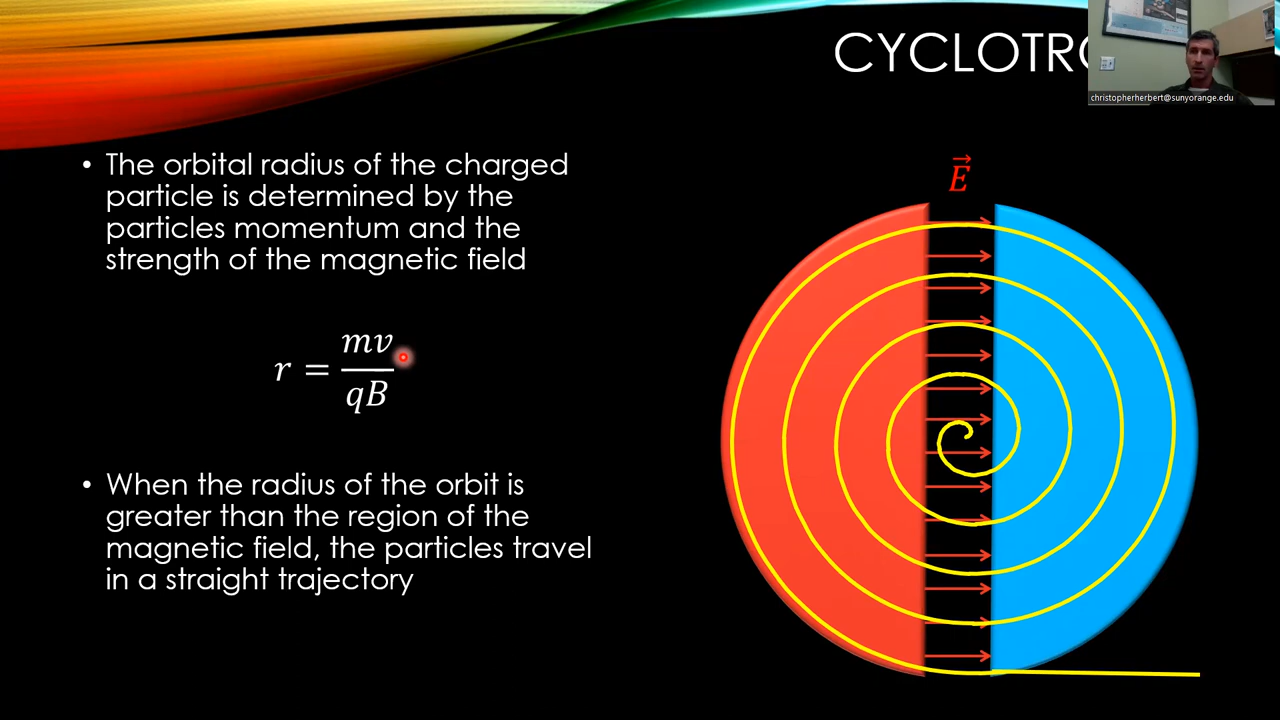 CYCLOTRO
christopherherbert@sunyorange.edu
• The orbital radius of the charged
particle is determined by the
particles momentum and the
strength of the magnetic field
r = mv/qB
• When the radius of the orbit is
greater than the region of the
magnetic field, the particles travel
in a straight trajectory
E⃗